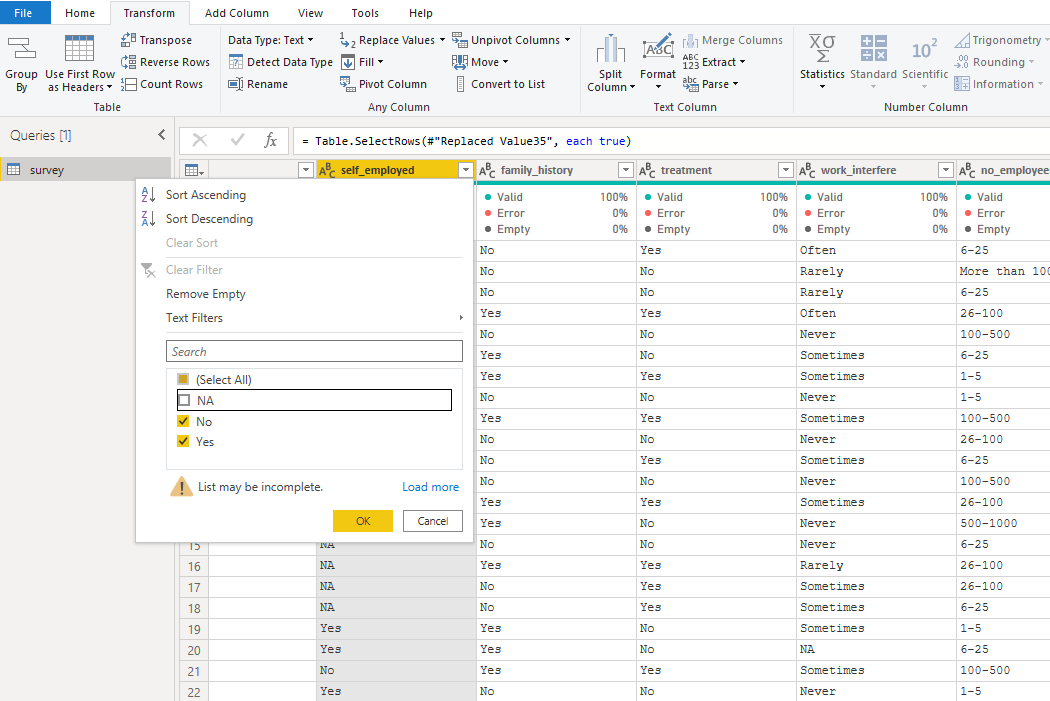 File Home Transform Add Column View Tools Help
Group By
Use First Row as Headers
Transpose
Reverse Rows
Count Rows
Table
Data Type: Text
Detect Data Type
Rename
Replace Values
Fill
Pivot Column
Unpivot Columns
Move
Convert to List
Any Column
Split Column
Format
Merge Columns
Extract
Parse
Text Column
Statistics
Standard
Scientific
Trigonometry
Rounding
Information
Number Column
Queries [1]
survey
fx = Table.SelectRows(#"Replaced Value35", each true)
self_employed family_history treatment work_interfere no_employee
Sort Ascending
Sort Descending
Clear Sort
Clear Filter
Remove Empty
Text Filters
Search
(Select All)
NA
No
Yes
List may be incomplete. Load more
OK Cancel
Valid 100% Valid 100% Valid 100% Valid
Error 0% Error 0% Error 0% Error
Empty 0% Empty 0% Empty 0% Empty
No Yes Often 6-25
No No Rarely More than 100
No No Rarely 6-25
Yes Yes Often 26-100
No No Never 100-500
Yes No Sometimes 6-25
Yes Yes Sometimes 1-5
No No Never 1-5
Yes Yes Sometimes 100-500
No No Never 26-100
No Yes Sometimes 6-25
No No Never 100-500
Yes Yes Sometimes 26-100
Yes No Never 500-1000
15 NA No No Never 6-25
16 NA Yes Yes Rarely 26-100
17 NA No Yes Sometimes 26-100
18 NA No Yes Sometimes 6-25
19 Yes Yes No Sometimes 1-5
20 Yes Yes No NA 6-25
21 No Yes Yes Sometimes 100-500
22 Yes No No Never 1-5